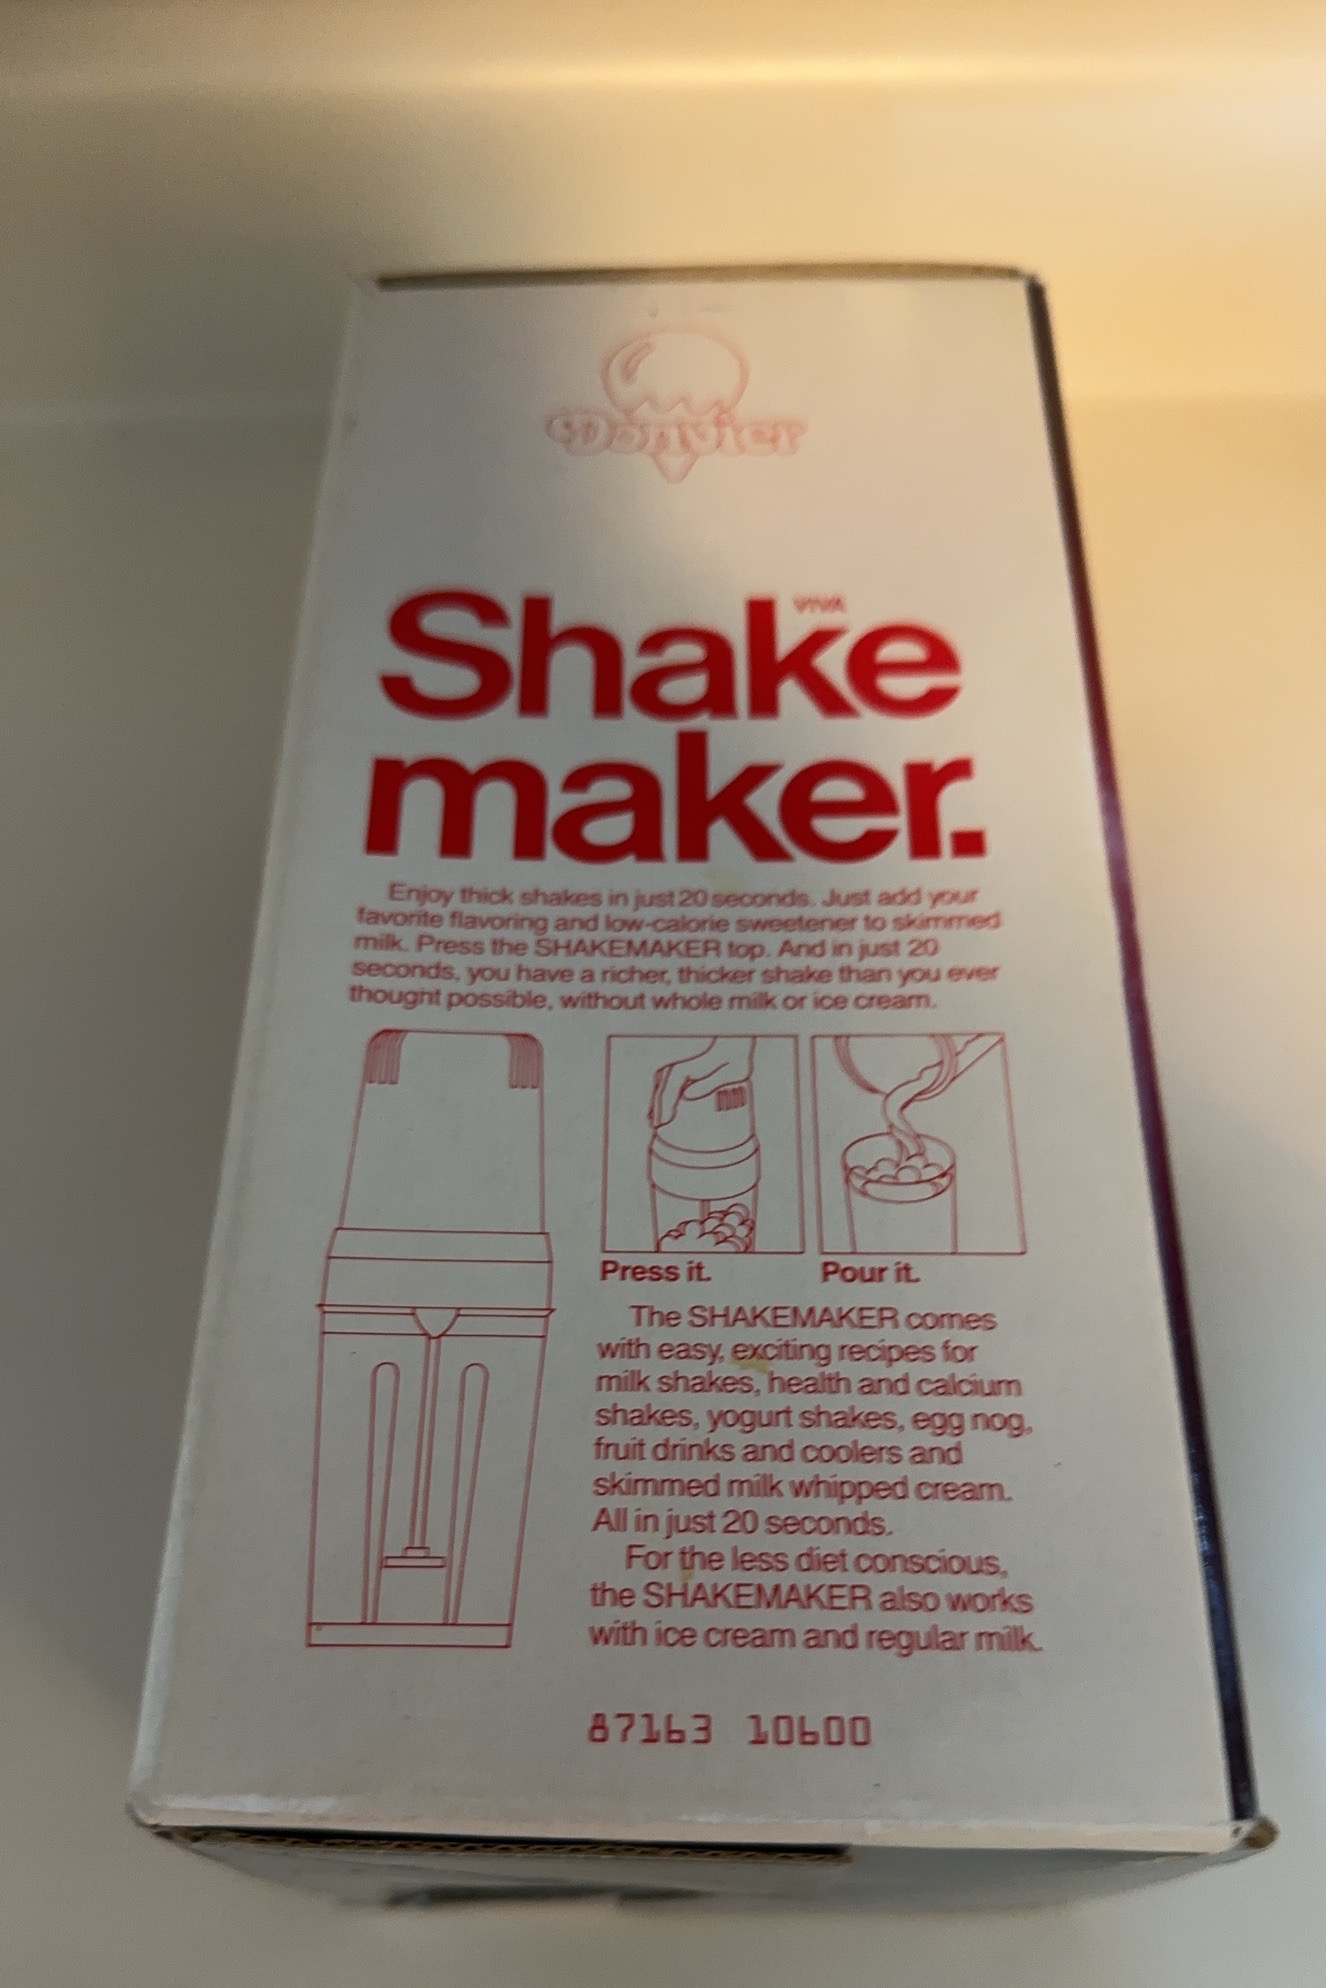 Donvier
VIVA
Shake
maker.
Enjoy thick shakes in just 20 seconds. Just add your
favorite flavoring and low-calorie sweetener to skimmed
milk. Press the SHAKEMAKER top. And in just 20
seconds, you have a richer, thicker shake than you ever
thought possible, without whole milk or ice cream.
Press it.
Pour it.
The SHAKEMAKER comes
with easy, exciting recipes for
milk shakes, health and calcium
shakes, yogurt shakes, egg nog,
fruit drinks and coolers and
skimmed milk whipped cream.
All in just 20 seconds.
For the less diet conscious,
the SHAKEMAKER also works
with ice cream and regular milk.
87163 10600